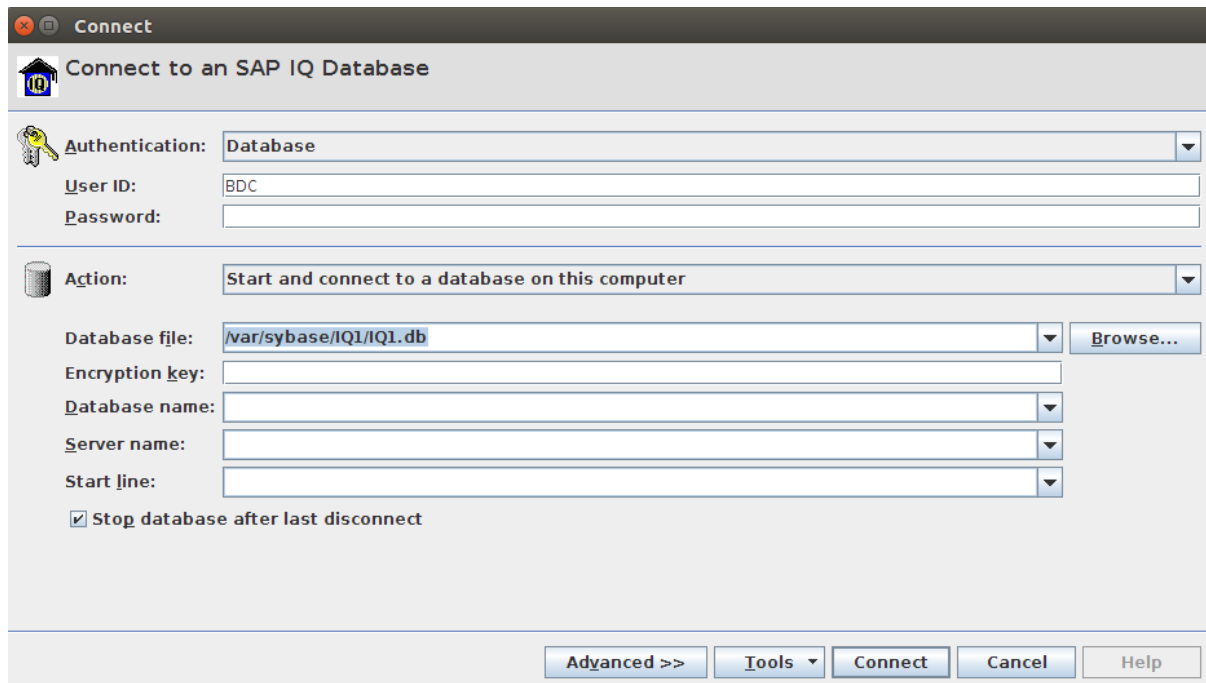 Connect
IQ
Connect to an SAP IQ Database
Authentication: Database
User ID: BDC
Password:
Action: Start and connect to a database on this computer
Database file: /var/sybase/IQ1/IQ1.db Browse...
Encryption key:
Database name:
Server name:
Start line:
Stop database after last disconnect
Advanced >> Tools Connect Cancel Help